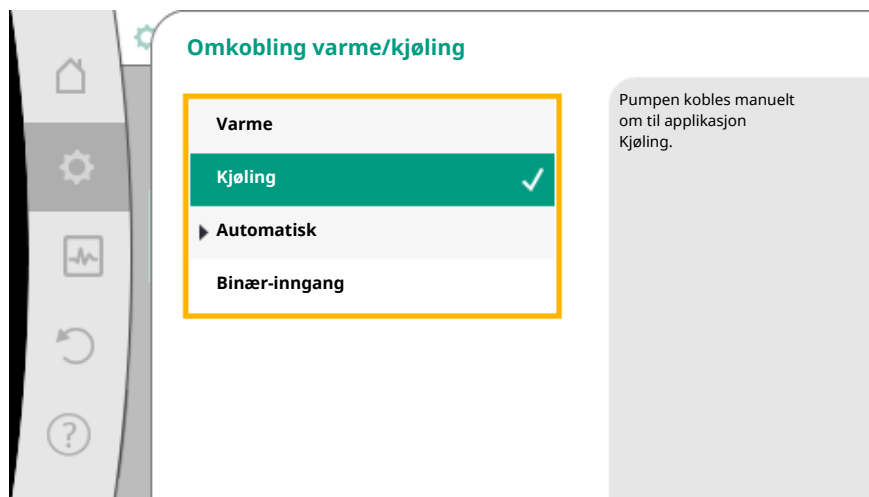 Omkobling varme/kjøling
Varme
Kjøling
Automatisk
Binær-inngang
Pumpen kobles manuelt
om til applikasjon
Kjøling.